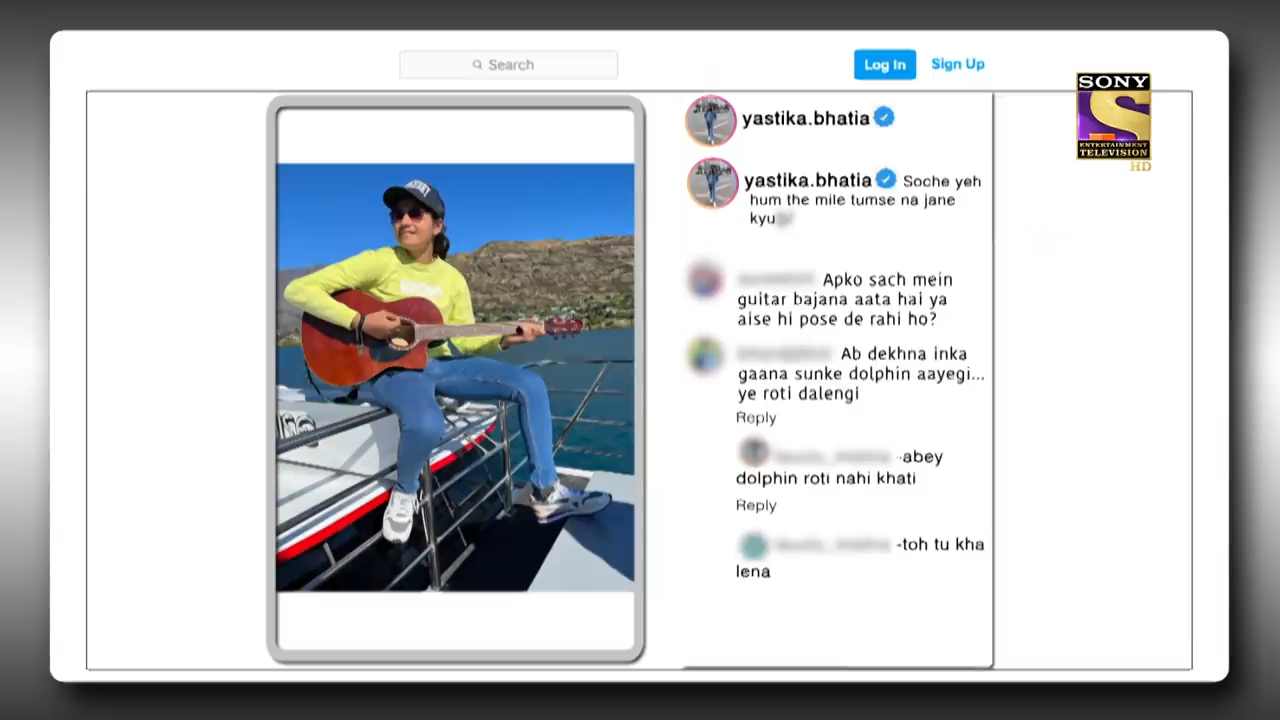 Search
Log In
Sign Up
SONY
S
ENTERTAINMENT
TELEVISION
HD
yastika.bhatia
yastika.bhatia Soche yeh
hum the mile tumse na jane
kyu
Apko sach mein
guitar bajana aata hai ya
aise hi pose de rahi ho?
Ab dekhna inka
gaana sunke dolphin aayegi...
ye roti dalengi
Reply
-abey
dolphin roti nahi khati
Reply
-toh tu kha
lena